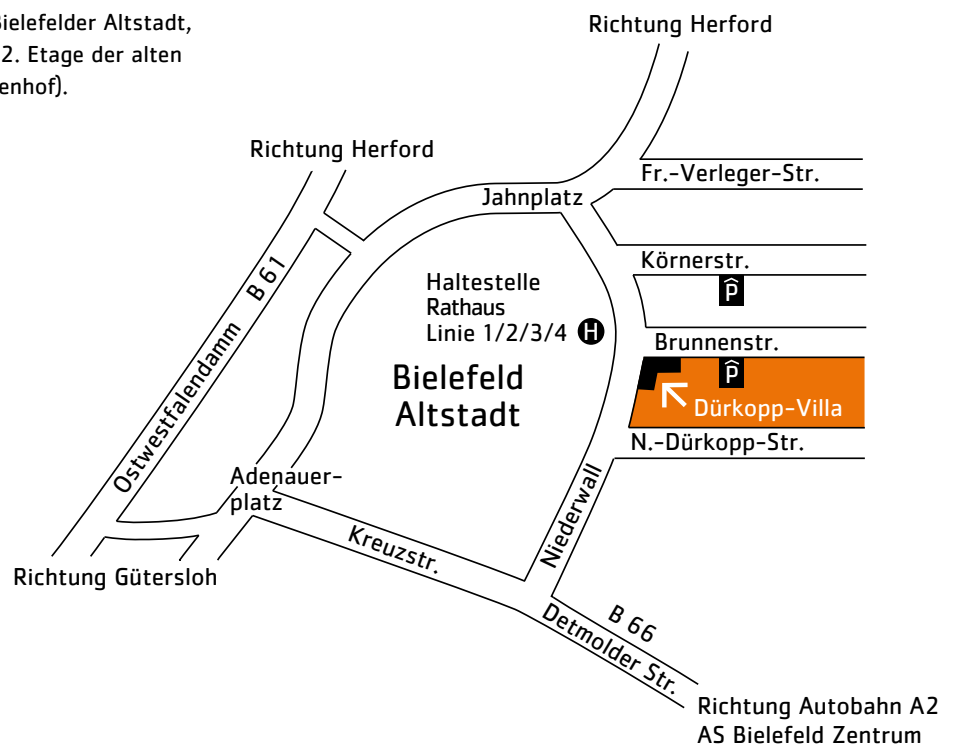 Bielefelder Altstadt,
2. Etage der alten
enhof).
Richtung Herford
Richtung Herford
Fr.-Verleger-Str.
Jahnplatz
Körnerstr.
P
Haltestelle
Rathaus
Linie 1/2/3/4 H
Brunnenstr.
P
Bielefeld
Altstadt
Dürkopp-Villa
N.-Dürkopp-Str.
Ostwestfalendamm B 61
Adenauer-
platz
Niederwall
Kreuzstr.
Richtung Gütersloh
B 66
Detmolder Str.
Richtung Autobahn A2
AS Bielefeld Zentrum